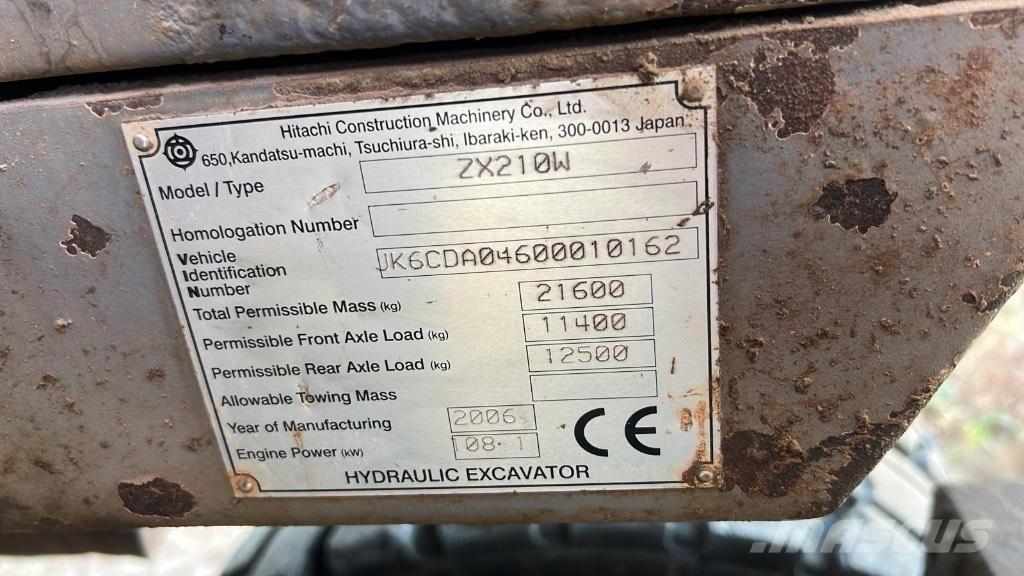 Hitachi Construction Machinery Co., Ltd.
650,Kandatsu-machi, Tsuchiura-shi, Ibaraki-ken, 300-0013 Japan
Model / Type ZX210W
Homologation Number
Vehicle
Identification
Number JK6CDA04600010162
Total Permissible Mass (kg) 21600
Permissible Front Axle Load (kg) 11400
Permissible Rear Axle Load (kg) 12500
Allowable Towing Mass
Year of Manufacturing 2006
Engine Power (kw)
CE
HYDRAULIC EXCAVATOR
MASCUS